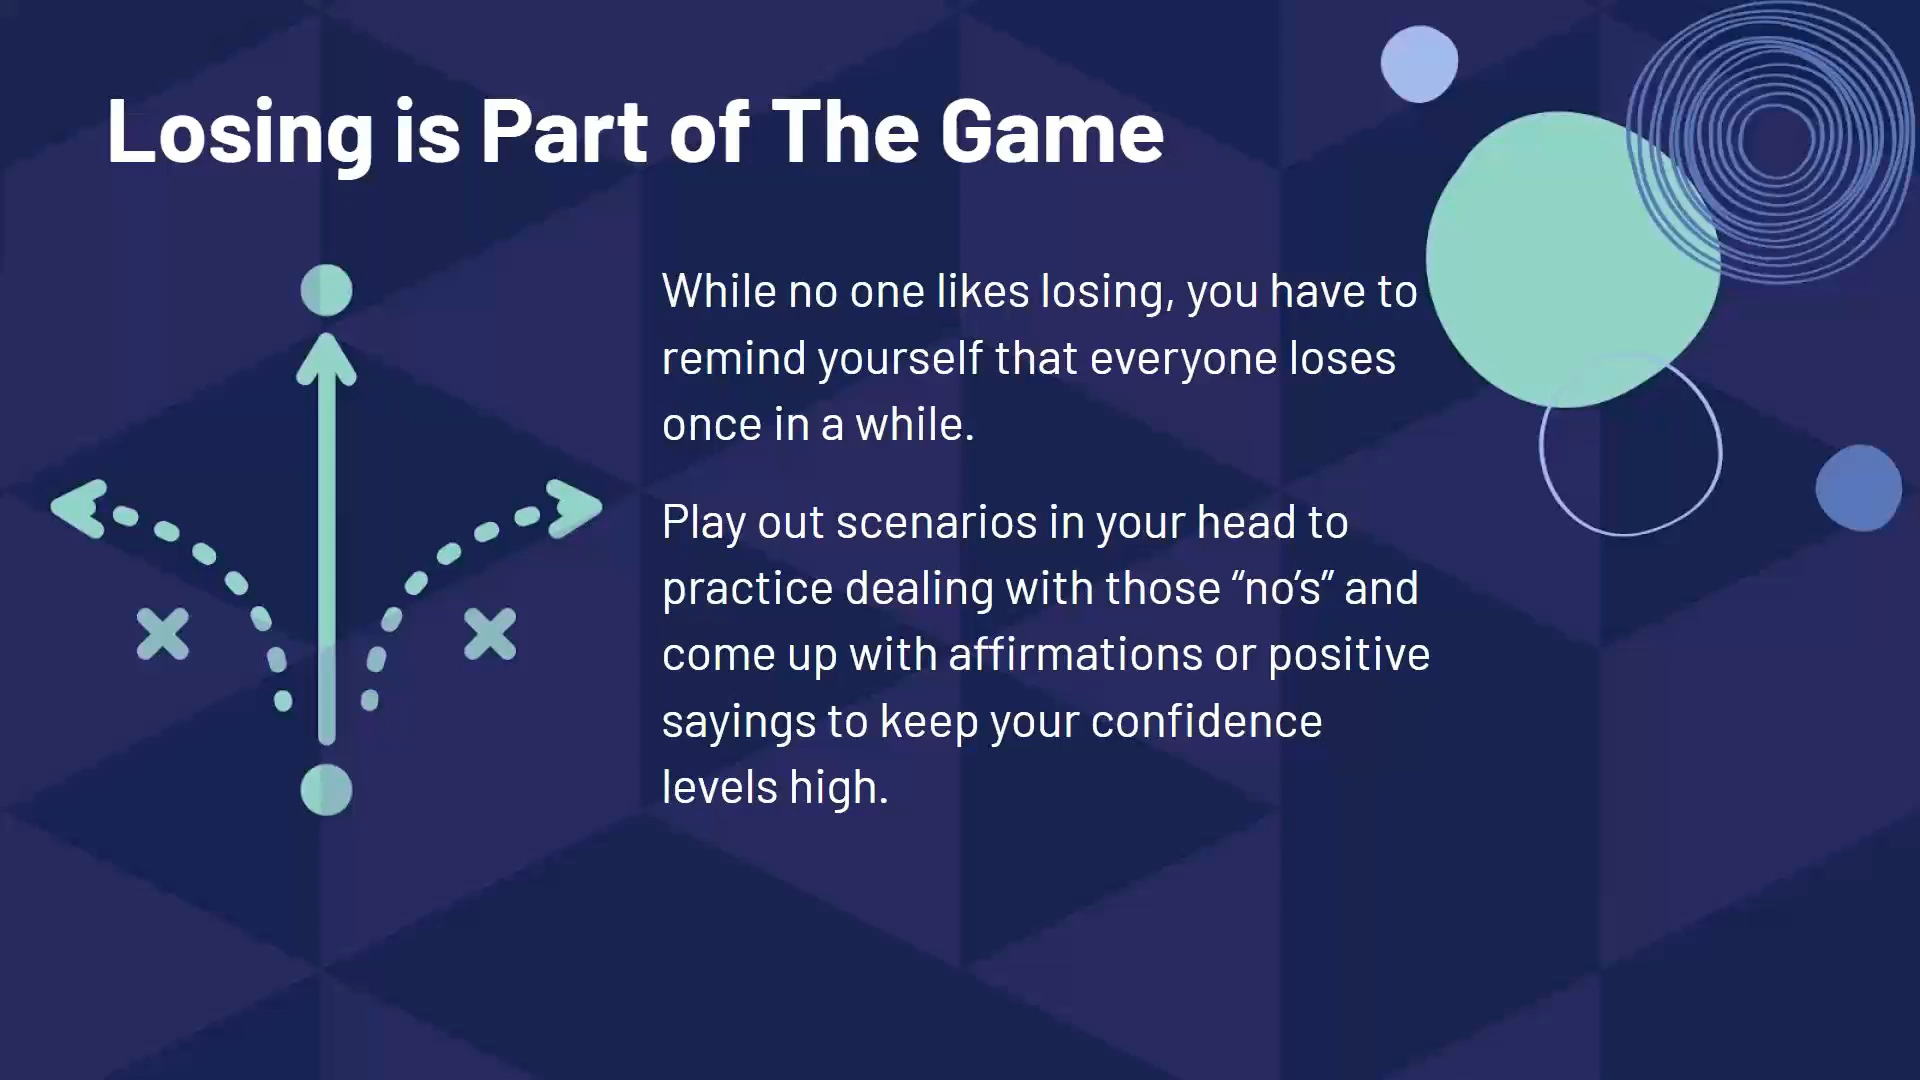 Losing is Part of The Game
While no one likes losing, you have to
remind yourself that everyone loses
once in a while.
Play out scenarios in your head to
practice dealing with those “no’s” and
come up with affirmations or positive
sayings to keep your confidence
levels high.